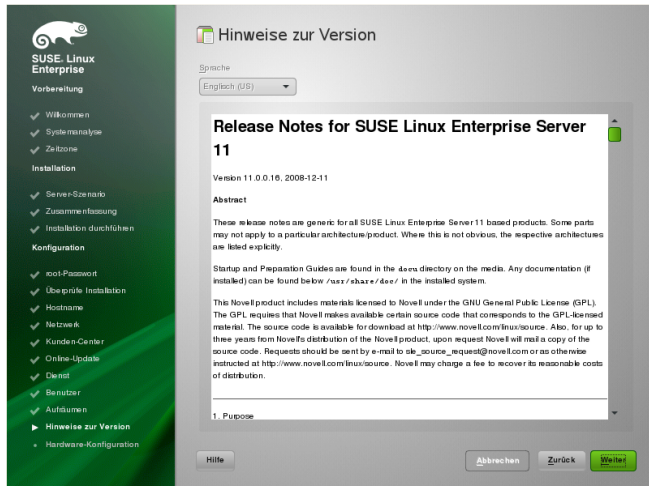 SUSE. Linux
Enterprise
Vorbereitung
Willkommen
Systemanalyse
Zeitzone
Installation
Server-Szenario
Zusammenfassung
Installation durchführen
Konfiguration
root-Passwort
Überprüfe Installation
Hostname
Netzwerk
Kunden-Center
Online-Update
Dienst
Benutzer
Aufräumen
Hinweise zur Version
Hardware-Konfiguration
Hinweise zur Version
Sprache
Englisch (US)
Release Notes for SUSE Linux Enterprise Server
11
Version 11.0.0.16, 2008-12-11
Abstract
These release notes are generic for all SUSE Linux Enterprise Server 11 based products. Some parts
may not apply to a particular architecture/product. Where this is not obvious, the respective architectures
are listed explicitly.
Startup and Preparation Guides are found in the docu directory on the media. Any documentation (if
installed) can be found below /usr/share/doc/ in the installed system.
This Novell product includes materials licensed to Novell under the GNU General Public License (GPL).
The GPL requires that Novell makes available certain source code that corresponds to the GPL-licensed
material. The source code is available for download at http://www.novell.com/linux/source. Also, for up to
three years from Novell's distribution of the Novell product, upon request Novell will mail a copy of the
source code. Requests should be sent by e-mail to sle_source_request@novell.com or as otherwise
instructed at http://www.novell.com/linux/source. Novell may charge a fee to recover its reasonable costs
of distribution.
1. Purpose
Hilfe
Abbrechen
Zurück
Weiter